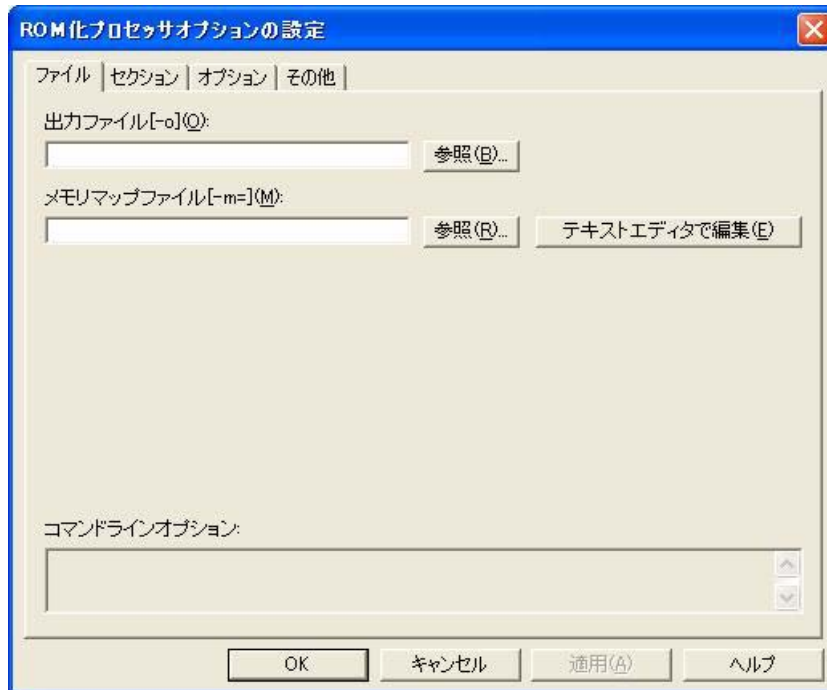 ROM化プロセッサオプションの設定
ファイル セクション オプション その他
出力ファイル[-o](O):
参照(B)...
メモリマップファイル[-m=](M):
参照(R)... テキストエディタで編集(E)
コマンドラインオプション:
OK キャンセル 適用(A) ヘルプ